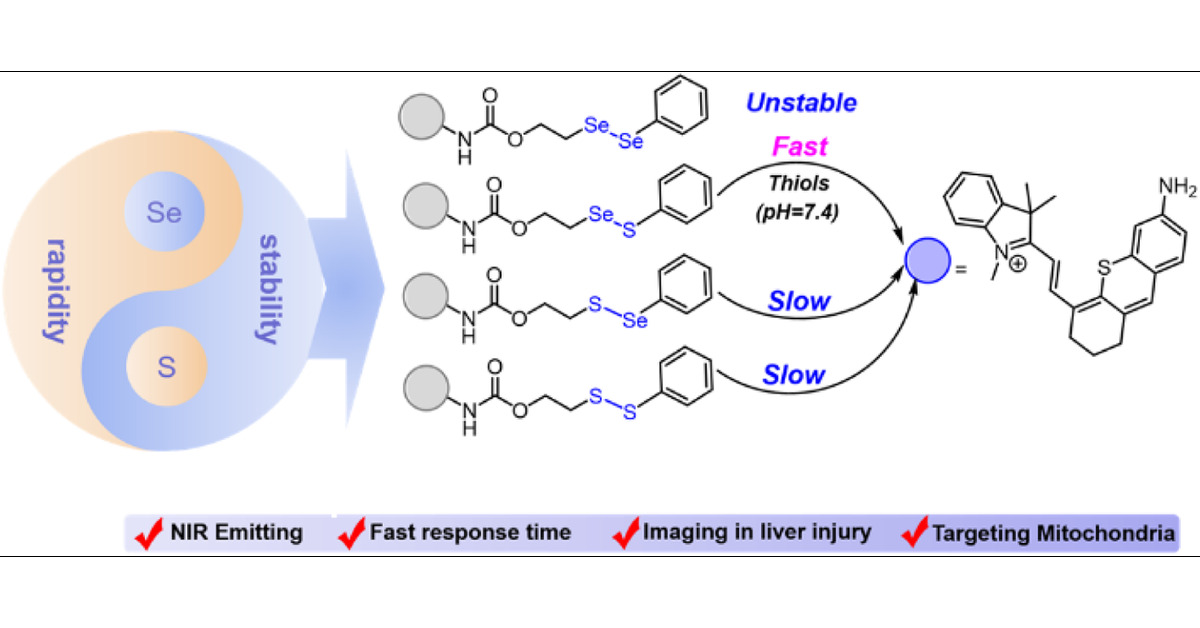 rapidity
Se
S
stability
O
N
H
O
Se
Se
O
N
H
O
Se
S
O
N
H
O
S
Se
O
N
H
O
S
S
Unstable
Fast
Thiols
(pH=7.4)
Slow
Slow
=
N
+
S
NH2
NIR Emitting
Fast response time
Imaging in liver injury
Targeting Mitochondria